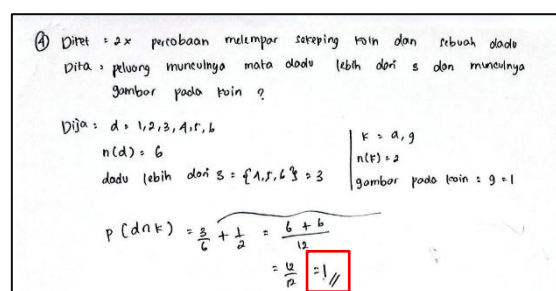 ④ Diket : 2x percobaan melempar sekeping koin dan sebuah dadu
Dita : peluang munculnya mata dadu lebih dari 3 dan munculnya
gambar pada koin ?
Dija : d = 1,2,3,4,5,6
n(d) = 6
dadu lebih dari 3 = {4,5,6} = 3
K = a, g
n(K) = 2
gambar pada koin : g = 1
P(d∩K) = 3/6 + 1/2 = 6 + 6 / 12
= 12/12 = 1 //